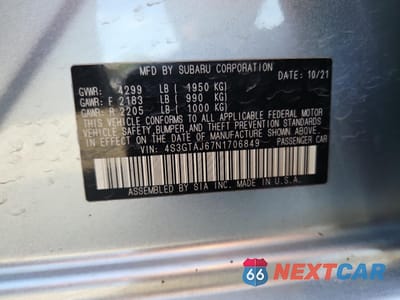 MFD BY SUBARU CORPORATION DATE: 10/21
GVWR: 4299 LB ( 1950 KG)
GAWR: F 2183 LB ( 990 KG)
GAWR: R 2205 LB ( 1000 KG)
THIS VEHICLE CONFORMS TO ALL APPLICABLE FEDERAL MOTOR
VEHICLE SAFETY, BUMPER, AND THEFT PREVENTION STANDARDS
IN EFFECT ON THE DATE OF MANUFACTURE SHOWN ABOVE.
VIN: 4S3GTAJ67N1706849 PASSENGER CAR
ASSEMBLED BY SIA INC. MADE IN U.S.A.
66 NEXTCAR